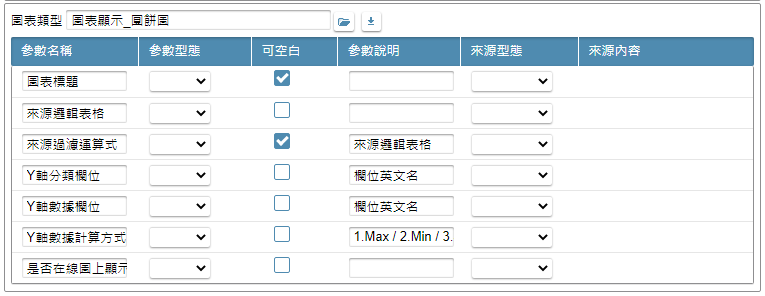 圖表類型 圖表顯示_圓餅圖
參數名稱 參數型態 可空白 參數說明 來源型態 來源內容
圖表標題
來源邏輯表格
來源過濾運算式 來源邏輯表格
Y軸分類欄位 欄位英文名
Y軸數據欄位 欄位英文名
Y軸數據計算方式 1.Max / 2.Min / 3.
是否在線圖上顯示